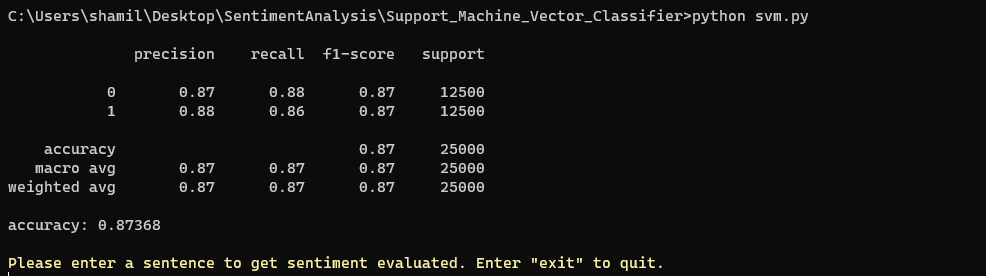 C:\Users\shamil\Desktop\SentimentAnalysis\Support_Machine_Vector_Classifier>python svm.py
precision recall f1-score support
0 0.87 0.88 0.87 12500
1 0.88 0.86 0.87 12500
accuracy 0.87 25000
macro avg 0.87 0.87 0.87 25000
weighted avg 0.87 0.87 0.87 25000
accuracy: 0.87368
Please enter a sentence to get sentiment evaluated. Enter "exit" to quit.